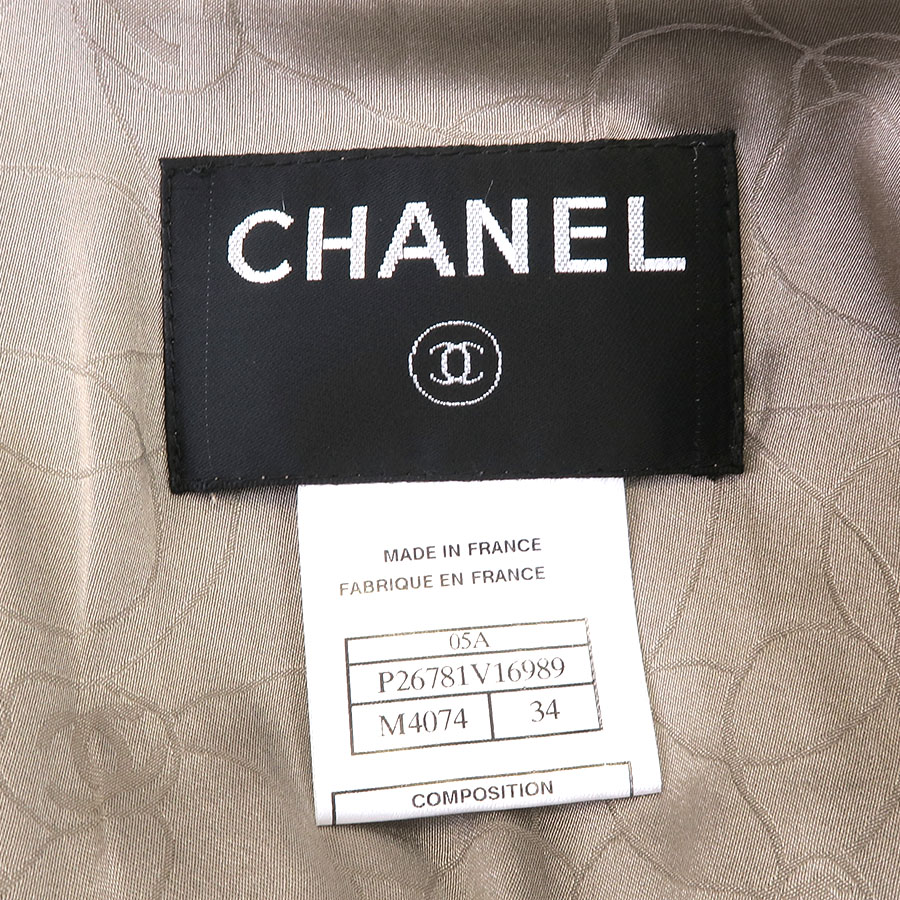 CHANEL
MADE IN FRANCE
FABRIQUE EN FRANCE
05A
P26781V16989
M4074 34
COMPOSITION